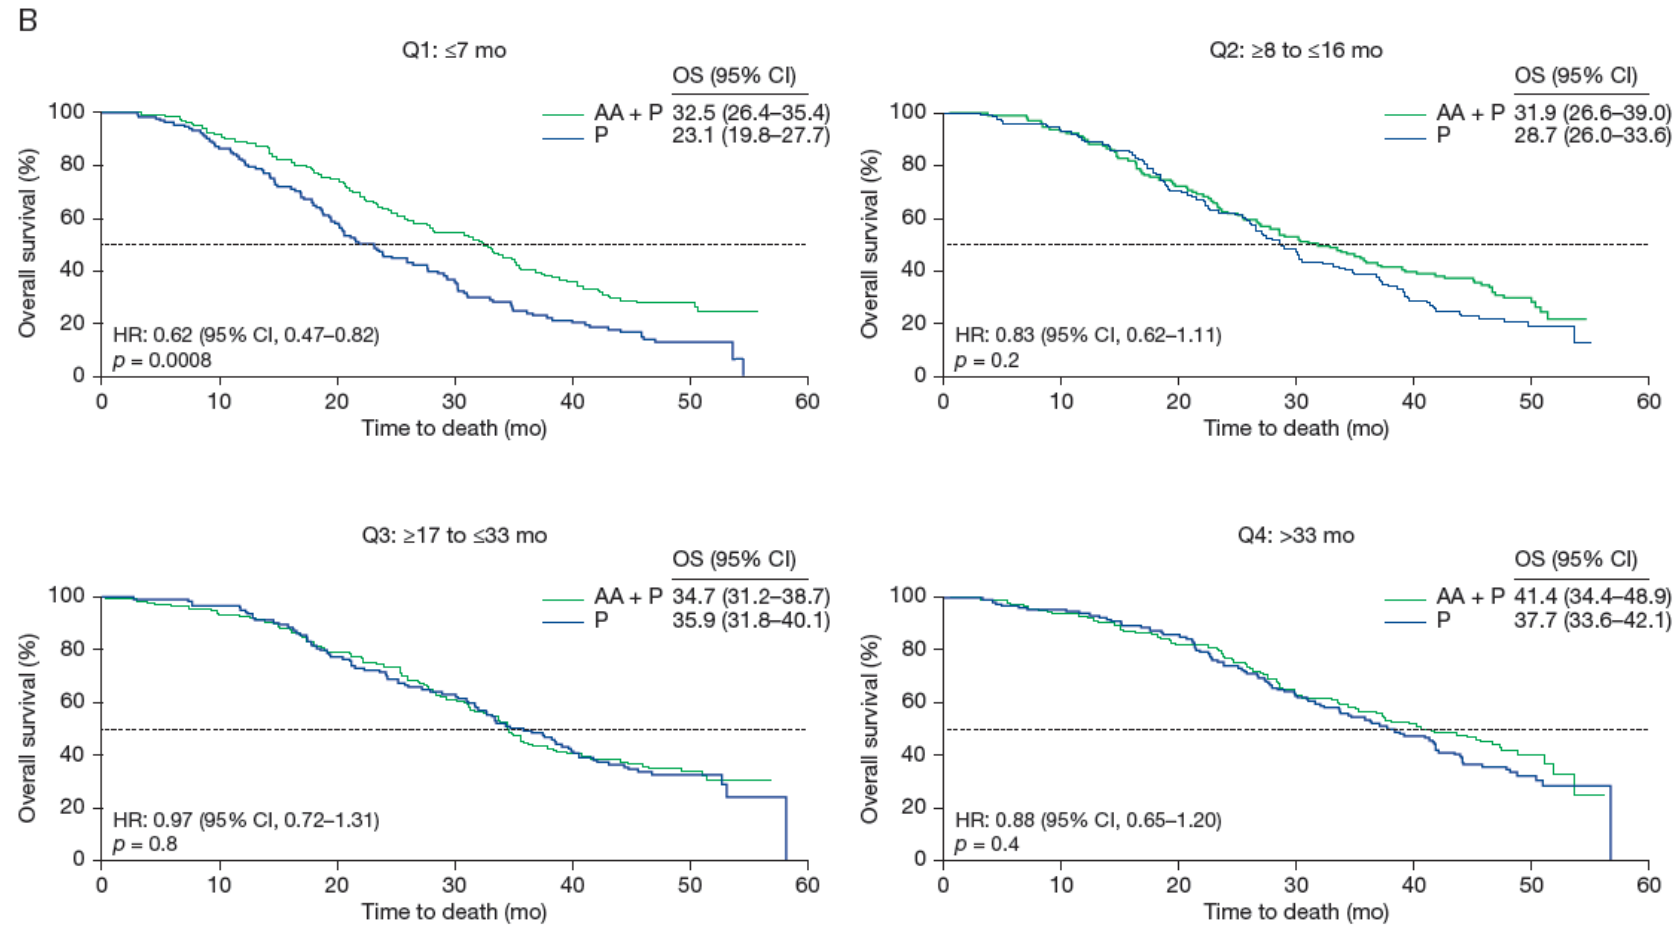 B
Q1: ≤7 mo
OS (95% CI)
AA + P 32.5 (26.4–35.4)
P 23.1 (19.8–27.7)
Overall survival (%)
100
80
60
40
20
0
HR: 0.62 (95% CI, 0.47–0.82)
p = 0.0008
0 10 20 30 40 50 60
Time to death (mo)
Q2: ≥8 to ≤16 mo
OS (95% CI)
AA + P 31.9 (26.6–39.0)
P 28.7 (26.0–33.6)
Overall survival (%)
100
80
60
40
20
0
HR: 0.83 (95% CI, 0.62–1.11)
p = 0.2
0 10 20 30 40 50 60
Time to death (mo)
Q3: ≥17 to ≤33 mo
OS (95% CI)
AA + P 34.7 (31.2–38.7)
P 35.9 (31.8–40.1)
Overall survival (%)
100
80
60
40
20
0
HR: 0.97 (95% CI, 0.72–1.31)
p = 0.8
0 10 20 30 40 50 60
Time to death (mo)
Q4: >33 mo
OS (95% CI)
AA + P 41.4 (34.4–48.9)
P 37.7 (33.6–42.1)
Overall survival (%)
100
80
60
40
20
0
HR: 0.88 (95% CI, 0.65–1.20)
p = 0.4
0 10 20 30 40 50 60
Time to death (mo)